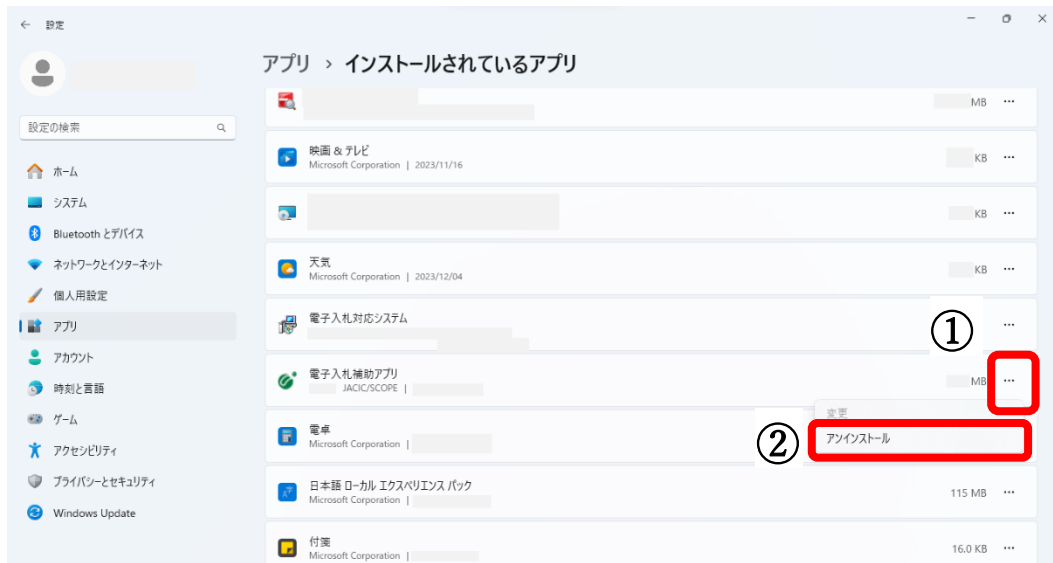 ← 設定
アプリ › インストールされているアプリ
設定の検索
ホーム
システム
Bluetooth とデバイス
ネットワークとインターネット
個人用設定
アプリ
アカウント
時刻と言語
ゲーム
アクセシビリティ
プライバシーとセキュリティ
Windows Update
MB ···
映画 & テレビ
Microsoft Corporation | 2023/11/16
KB ···
KB ···
天気
Microsoft Corporation | 2023/12/04
KB ···
電子入札対応システム
① ···
電子入札補助アプリ
JACIC/SCOPE |
MB ···
変更
② アンインストール
電卓
Microsoft Corporation |
日本語 ローカル エクスペリエンス パック
Microsoft Corporation |
115 MB ···
付箋
Microsoft Corporation |
16.0 KB ···